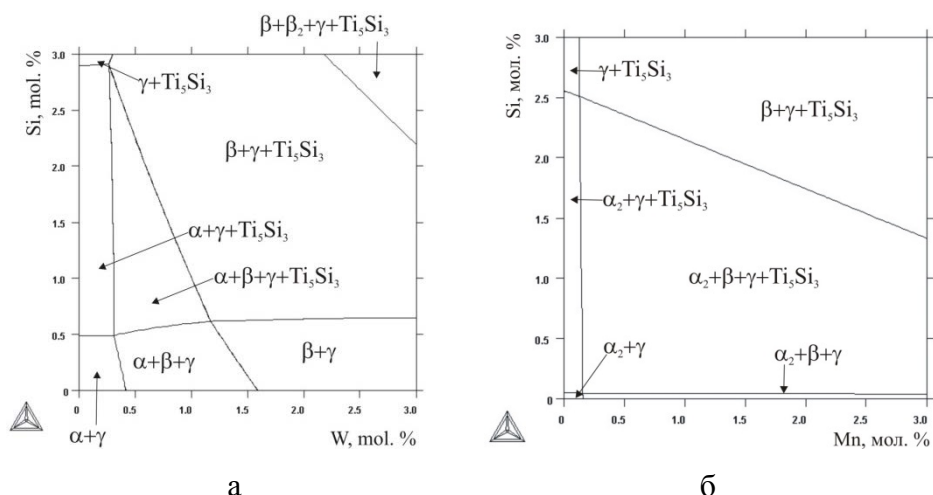 β+β₂+γ+Ti₅Si₃
γ+Ti₅Si₃
β+γ+Ti₅Si₃
α+γ+Ti₅Si₃
α+β+γ+Ti₅Si₃
α+β+γ
β+γ
α+γ
Si, mol. %
3.0
2.5
2.0
1.5
1.0
0.5
0
0 0.5 1.0 1.5 2.0 2.5 3.0
W, mol. %
а
γ+Ti₅Si₃
β+γ+Ti₅Si₃
α₂+γ+Ti₅Si₃
α₂+β+γ+Ti₅Si₃
α₂+γ
α₂+β+γ
Si, мол. %
3.0
2.5
2.0
1.5
1.0
0.5
0
0 0.5 1.0 1.5 2.0 2.5 3.0
Mn, мол. %
б